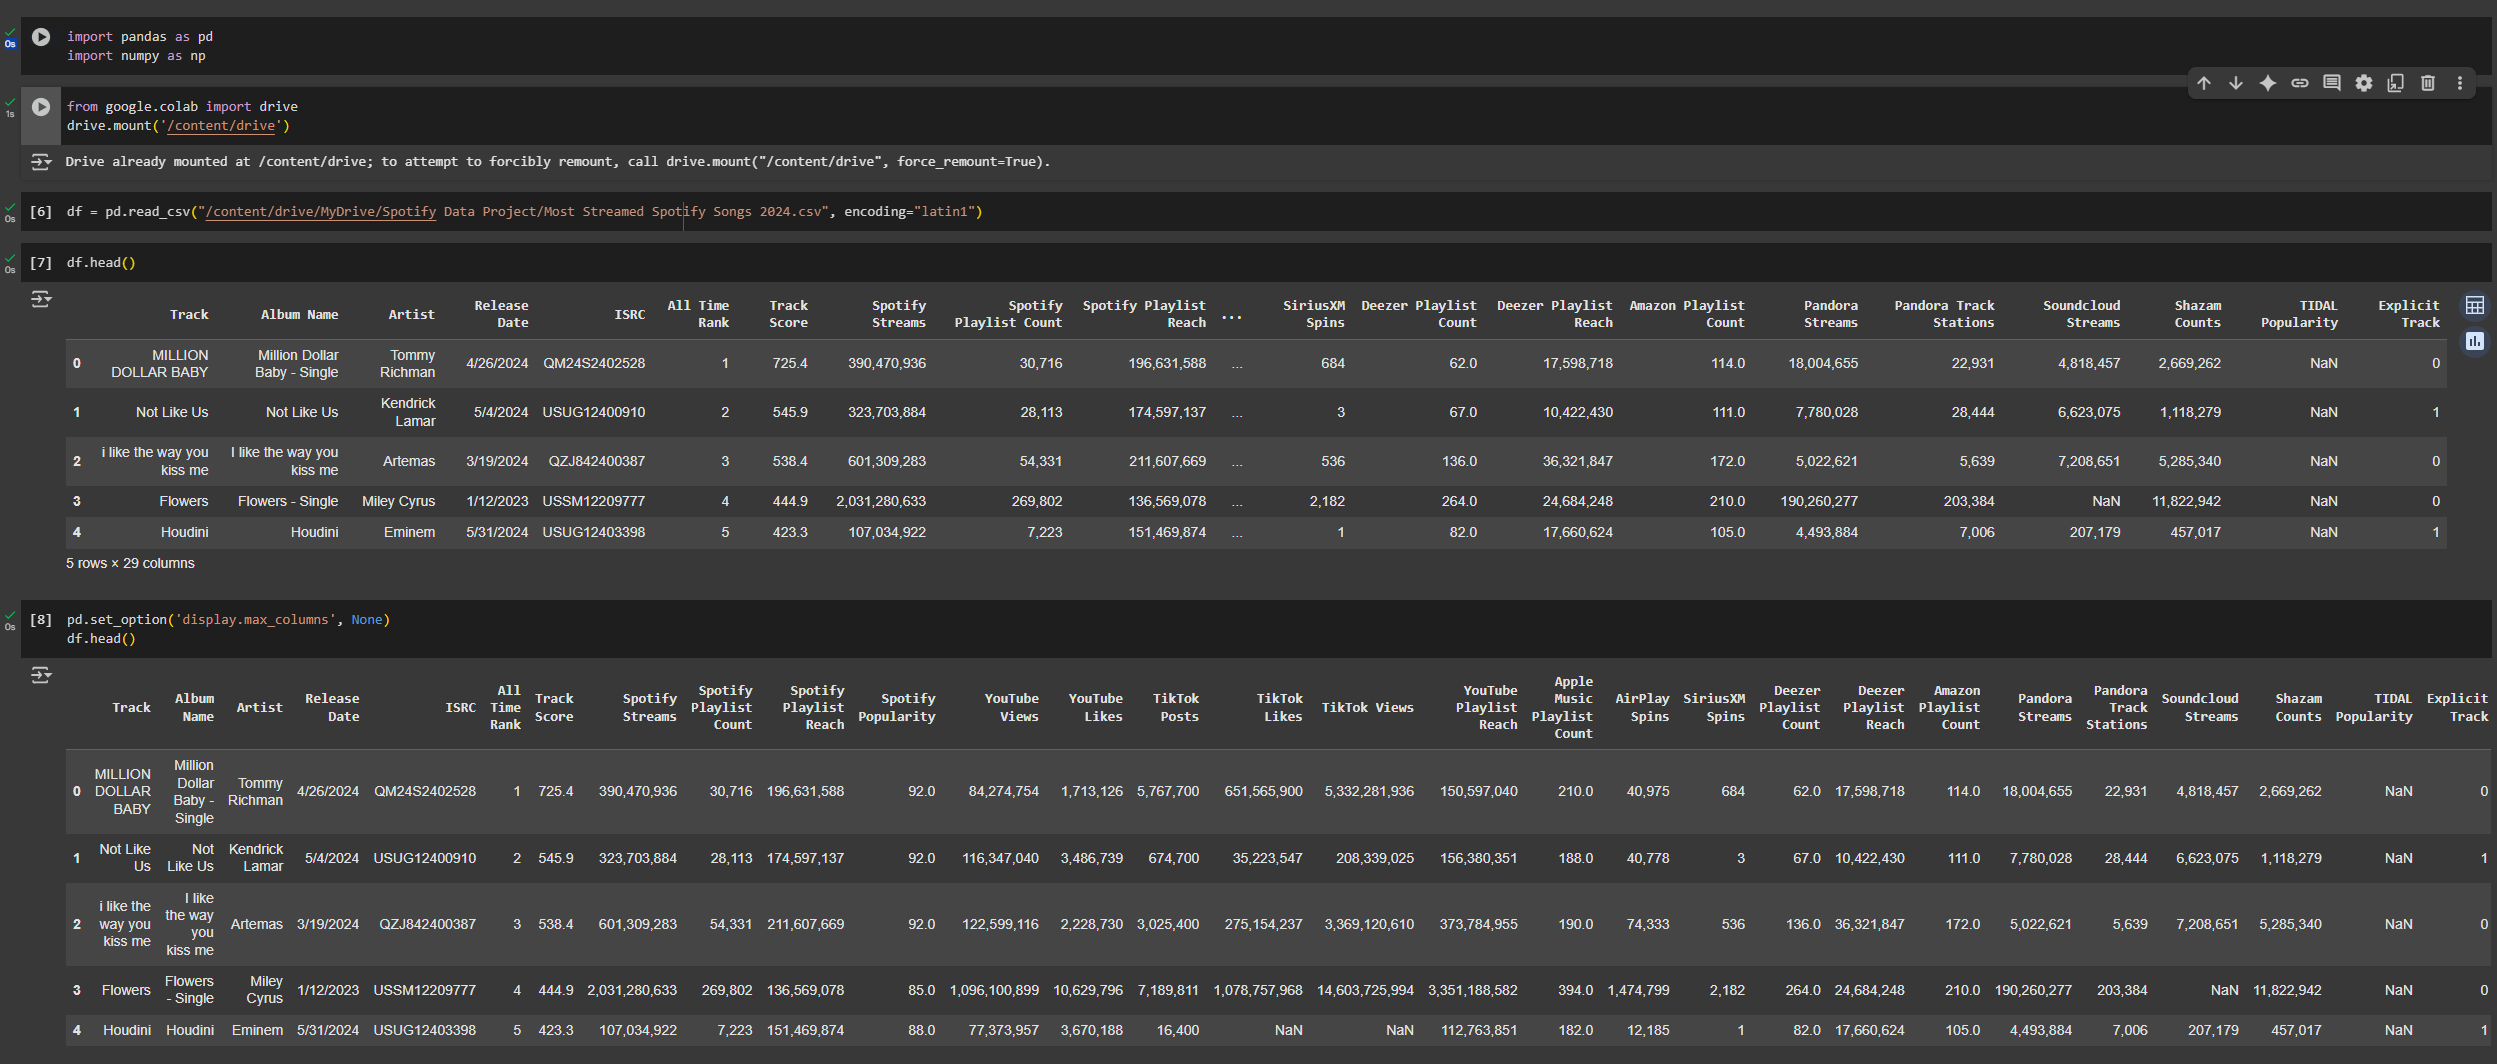 0s
import pandas as pd
import numpy as np
1s
from google.colab import drive
drive.mount('/content/drive')
Drive already mounted at /content/drive; to attempt to forcibly remount, call drive.mount("/content/drive", force_remount=True).
0s
[6] df = pd.read_csv("/content/drive/MyDrive/Spotify Data Project/Most Streamed Spotify Songs 2024.csv", encoding="latin1")
0s
[7] df.head()
Track Album Name Artist Release Date ISRC All Time Rank Track Score Spotify Streams Spotify Playlist Count Spotify Playlist Reach ... SiriusXM Spins Deezer Playlist Count Deezer Playlist Reach Amazon Playlist Count Pandora Streams Pandora Track Stations Soundcloud Streams Shazam Counts TIDAL Popularity Explicit Track
0 MILLION DOLLAR BABY Million Dollar Baby - Single Tommy Richman 4/26/2024 QM24S2402528 1 725.4 390,470,936 30,716 196,631,588 ... 684 62.0 17,598,718 114.0 18,004,655 22,931 4,818,457 2,669,262 NaN 0
1 Not Like Us Not Like Us Kendrick Lamar 5/4/2024 USUG12400910 2 545.9 323,703,884 28,113 174,597,137 ... 3 67.0 10,422,430 111.0 7,780,028 28,444 6,623,075 1,118,279 NaN 1
2 i like the way you kiss me I like the way you kiss me Artemas 3/19/2024 QZJ842400387 3 538.4 601,309,283 54,331 211,607,669 ... 536 136.0 36,321,847 172.0 5,022,621 5,639 7,208,651 5,285,340 NaN 0
3 Flowers Flowers - Single Miley Cyrus 1/12/2023 USSM12209777 4 444.9 2,031,280,633 269,802 136,569,078 ... 2,182 264.0 24,684,248 210.0 190,260,277 203,384 NaN 11,822,942 NaN 0
4 Houdini Houdini Eminem 5/31/2024 USUG12403398 5 423.3 107,034,922 7,223 151,469,874 ... 1 82.0 17,660,624 105.0 4,493,884 7,006 207,179 457,017 NaN 1
5 rows × 29 columns
0s
[8] pd.set_option('display.max_columns', None)
df.head()
Track Album Name Artist Release Date ISRC All Time Rank Track Score Spotify Streams Spotify Playlist Count Spotify Playlist Reach Spotify Popularity YouTube Views YouTube Likes TikTok Posts TikTok Likes TikTok Views YouTube Playlist Reach Apple Music Playlist Count AirPlay Spins SiriusXM Spins Deezer Playlist Count Deezer Playlist Reach Amazon Playlist Count Pandora Streams Pandora Track Stations Soundcloud Streams Shazam Counts TIDAL Popularity Explicit Track
0 MILLION DOLLAR BABY Million Dollar Baby - Single Tommy Richman 4/26/2024 QM24S2402528 1 725.4 390,470,936 30,716 196,631,588 92.0 84,274,754 1,713,126 5,767,700 651,565,900 5,332,281,936 150,597,040 210.0 40,975 684 62.0 17,598,718 114.0 18,004,655 22,931 4,818,457 2,669,262 NaN 0
1 Not Like Us Not Like Us Kendrick Lamar 5/4/2024 USUG12400910 2 545.9 323,703,884 28,113 174,597,137 92.0 116,347,040 3,486,739 674,700 35,223,547 208,339,025 156,380,351 188.0 40,778 3 67.0 10,422,430 111.0 7,780,028 28,444 6,623,075 1,118,279 NaN 1
2 i like the way you kiss me I like the way you kiss me Artemas 3/19/2024 QZJ842400387 3 538.4 601,309,283 54,331 211,607,669 92.0 122,599,116 2,228,730 3,025,400 275,154,237 3,369,120,610 373,784,955 190.0 74,333 536 136.0 36,321,847 172.0 5,022,621 5,639 7,208,651 5,285,340 NaN 0
3 Flowers Flowers - Single Miley Cyrus 1/12/2023 USSM12209777 4 444.9 2,031,280,633 269,802 136,569,078 85.0 1,096,100,899 10,629,796 7,189,811 1,078,757,968 14,603,725,994 3,351,188,582 394.0 1,474,799 2,182 264.0 24,684,248 210.0 190,260,277 203,384 NaN 11,822,942 NaN 0
4 Houdini Houdini Eminem 5/31/2024 USUG12403398 5 423.3 107,034,922 7,223 151,469,874 88.0 77,373,957 3,670,188 16,400 NaN NaN 112,763,851 182.0 12,185 1 82.0 17,660,624 105.0 4,493,884 7,006 207,179 457,017 NaN 1